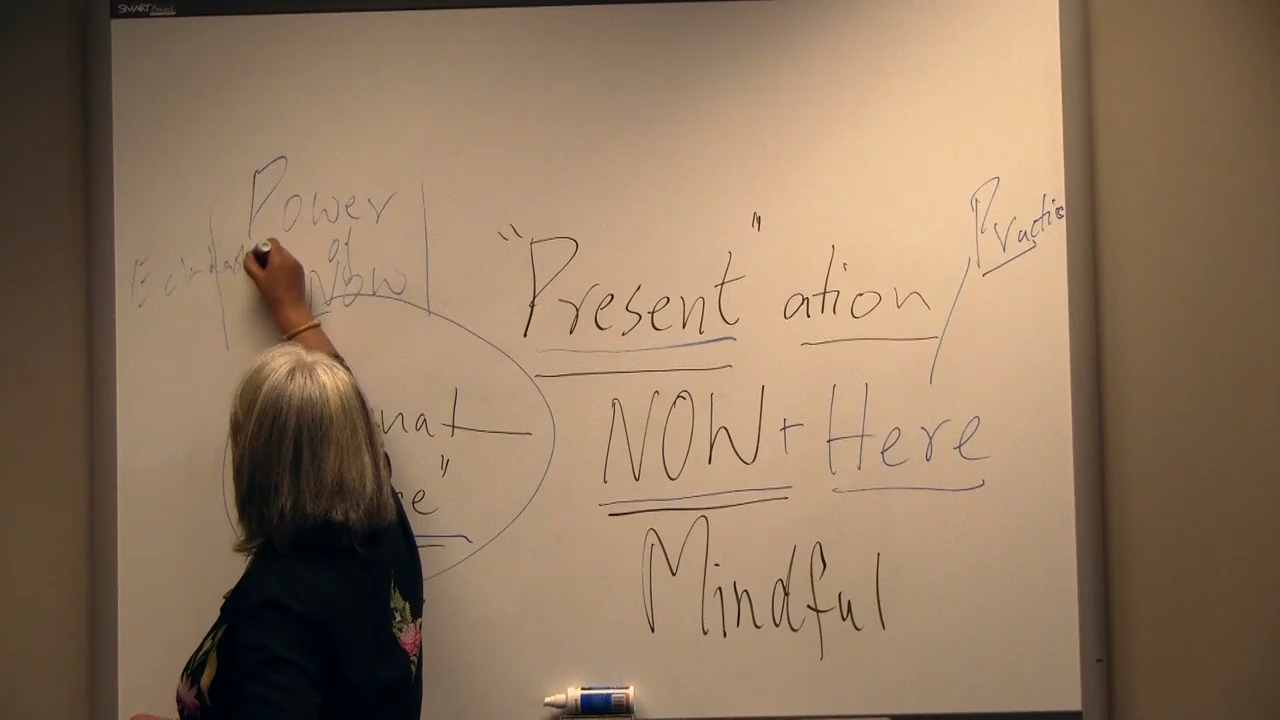 SMART Board
Power
of
Now
"Present" ation
Practice
NOW + Here
Mindful